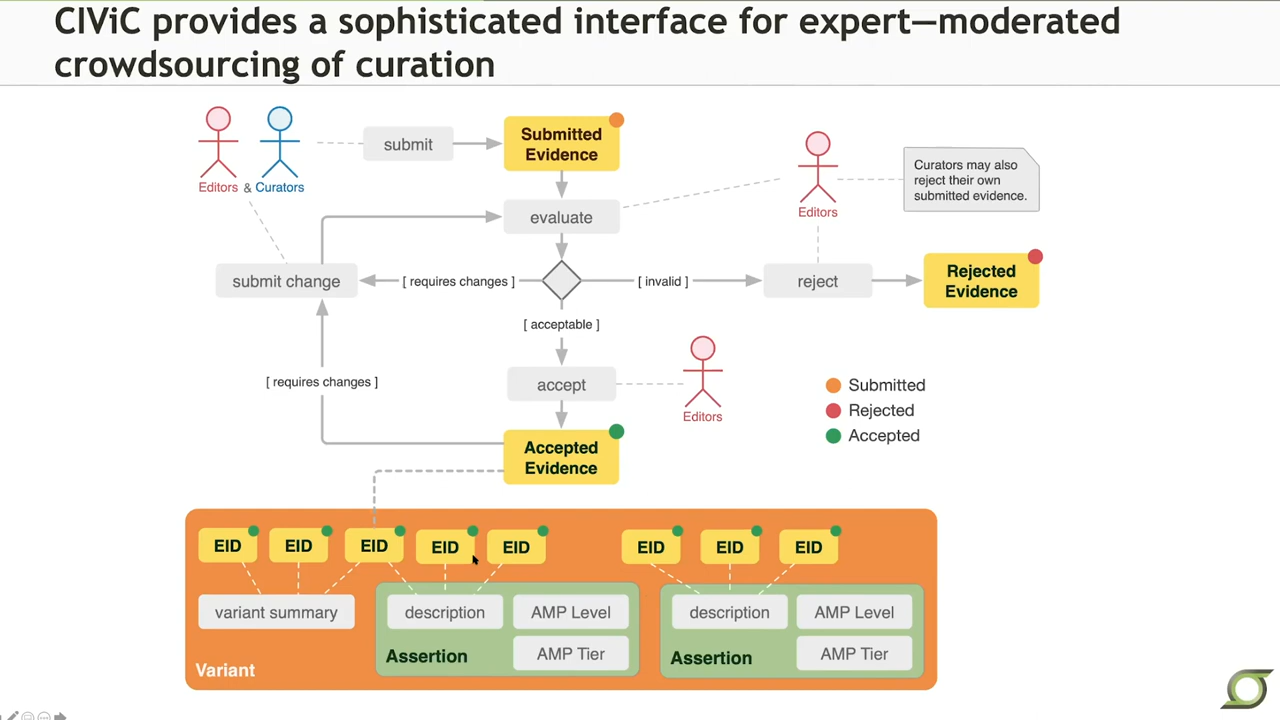 CIViC provides a sophisticated interface for expert—moderated
crowdsourcing of curation
Editors & Curators
submit
Submitted
Evidence
Editors
Curators may also
reject their own
submitted evidence.
evaluate
submit change
[ requires changes ]
[ invalid ]
reject
Rejected
Evidence
[ acceptable ]
[ requires changes ]
accept
Editors
Submitted
Rejected
Accepted
Accepted
Evidence
EID
EID
EID
EID
EID
EID
EID
EID
variant summary
description
AMP Level
Assertion
AMP Tier
description
AMP Level
Assertion
AMP Tier
Variant